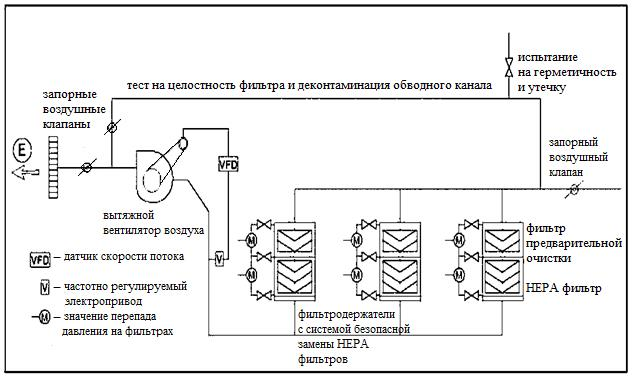 испытание
на герметичность
и утечку
тест на целостность фильтра и деконтаминация обводного канала
запорные
воздушные
клапаны
E
VFD
запорный
воздушный
клапан
вытяжной
вентилятор воздуха
фильтр
предварительной
очистки
M
M
M
VFD – датчик скорости потока
V
V – частотно регулируемый
электропривод
M
M
M
HEPA фильтр
M – значение перепада
давления на фильтрах
фильтродержатели
с системой безопасной
замены HEPA
фильтров